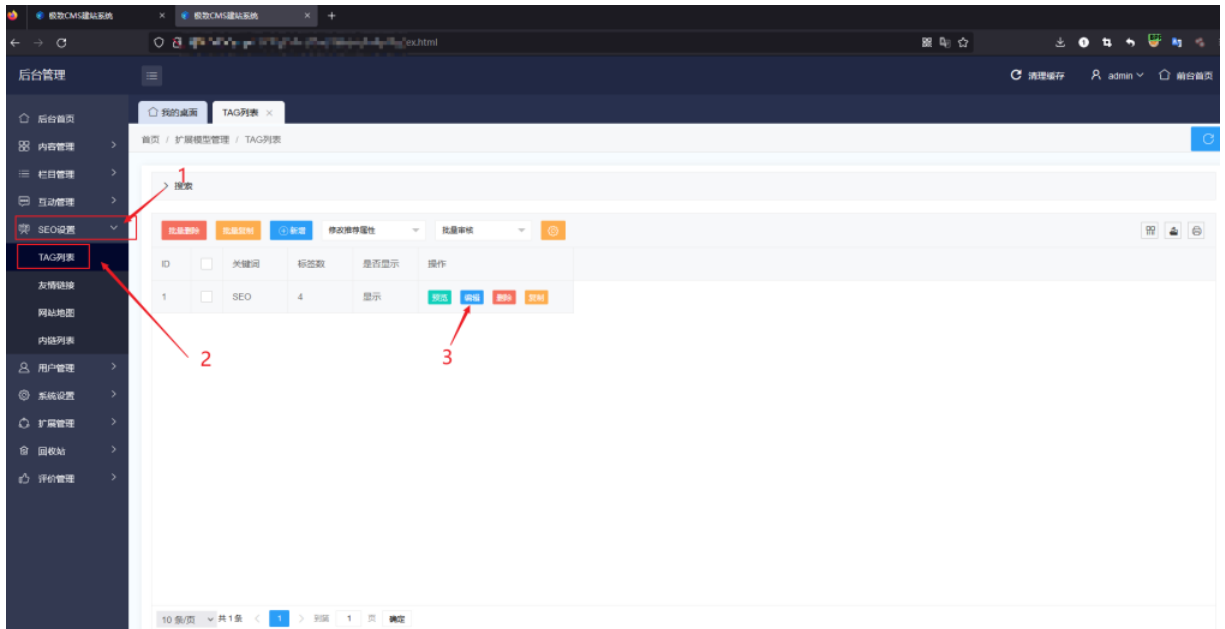 极致CMS建站系统 × 极致CMS建站系统 × +
ex.html
后台管理 清理缓存 admin 前台首页
后台首页
内容管理
栏目管理
互动管理
SEO设置
TAG列表
友情链接
网站地图
内链列表
用户管理
系统设置
扩展管理
回收站
评价管理
我的桌面 TAG列表 ×
首页 / 扩展模型管理 / TAG列表
1
搜索
批量删除 批量复制 新增 修改推荐属性 批量审核
ID 关键词 标签数 是否显示 操作
1 SEO 4 显示 预览 编辑 删除 复制
2
3
10 条/页 共 1 条 < 1 > 到第 1 页 确定